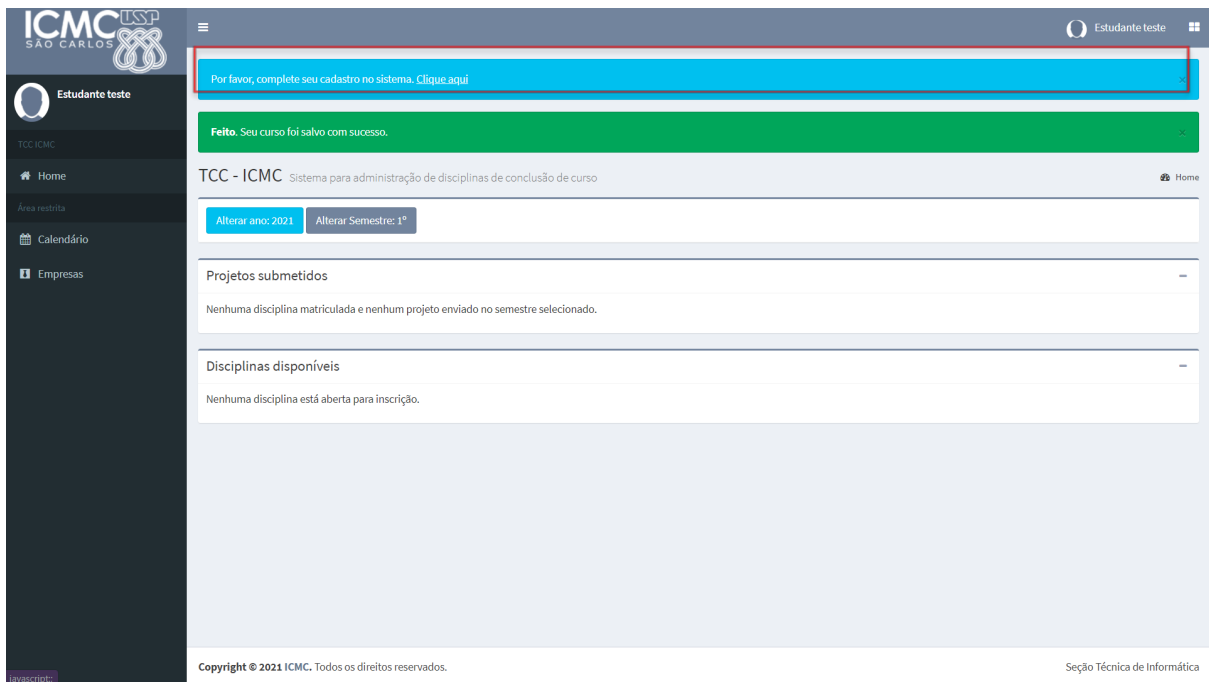 ICMC USP
SÃO CARLOS
Estudante teste
Por favor, complete seu cadastro no sistema. Clique aqui ×
Estudante teste
Feito. Seu curso foi salvo com sucesso. ×
TCC ICMC
Home
Área restrita
Calendário
Empresas
TCC - ICMC Sistema para administração de disciplinas de conclusão de curso
Home
Alterar ano: 2021 Alterar Semestre: 1º
Projetos submetidos
Nenhuma disciplina matriculada e nenhum projeto enviado no semestre selecionado.
Disciplinas disponíveis
Nenhuma disciplina está aberta para inscrição.
Copyright © 2021 ICMC. Todos os direitos reservados.
Seção Técnica de Informática
javascript:;